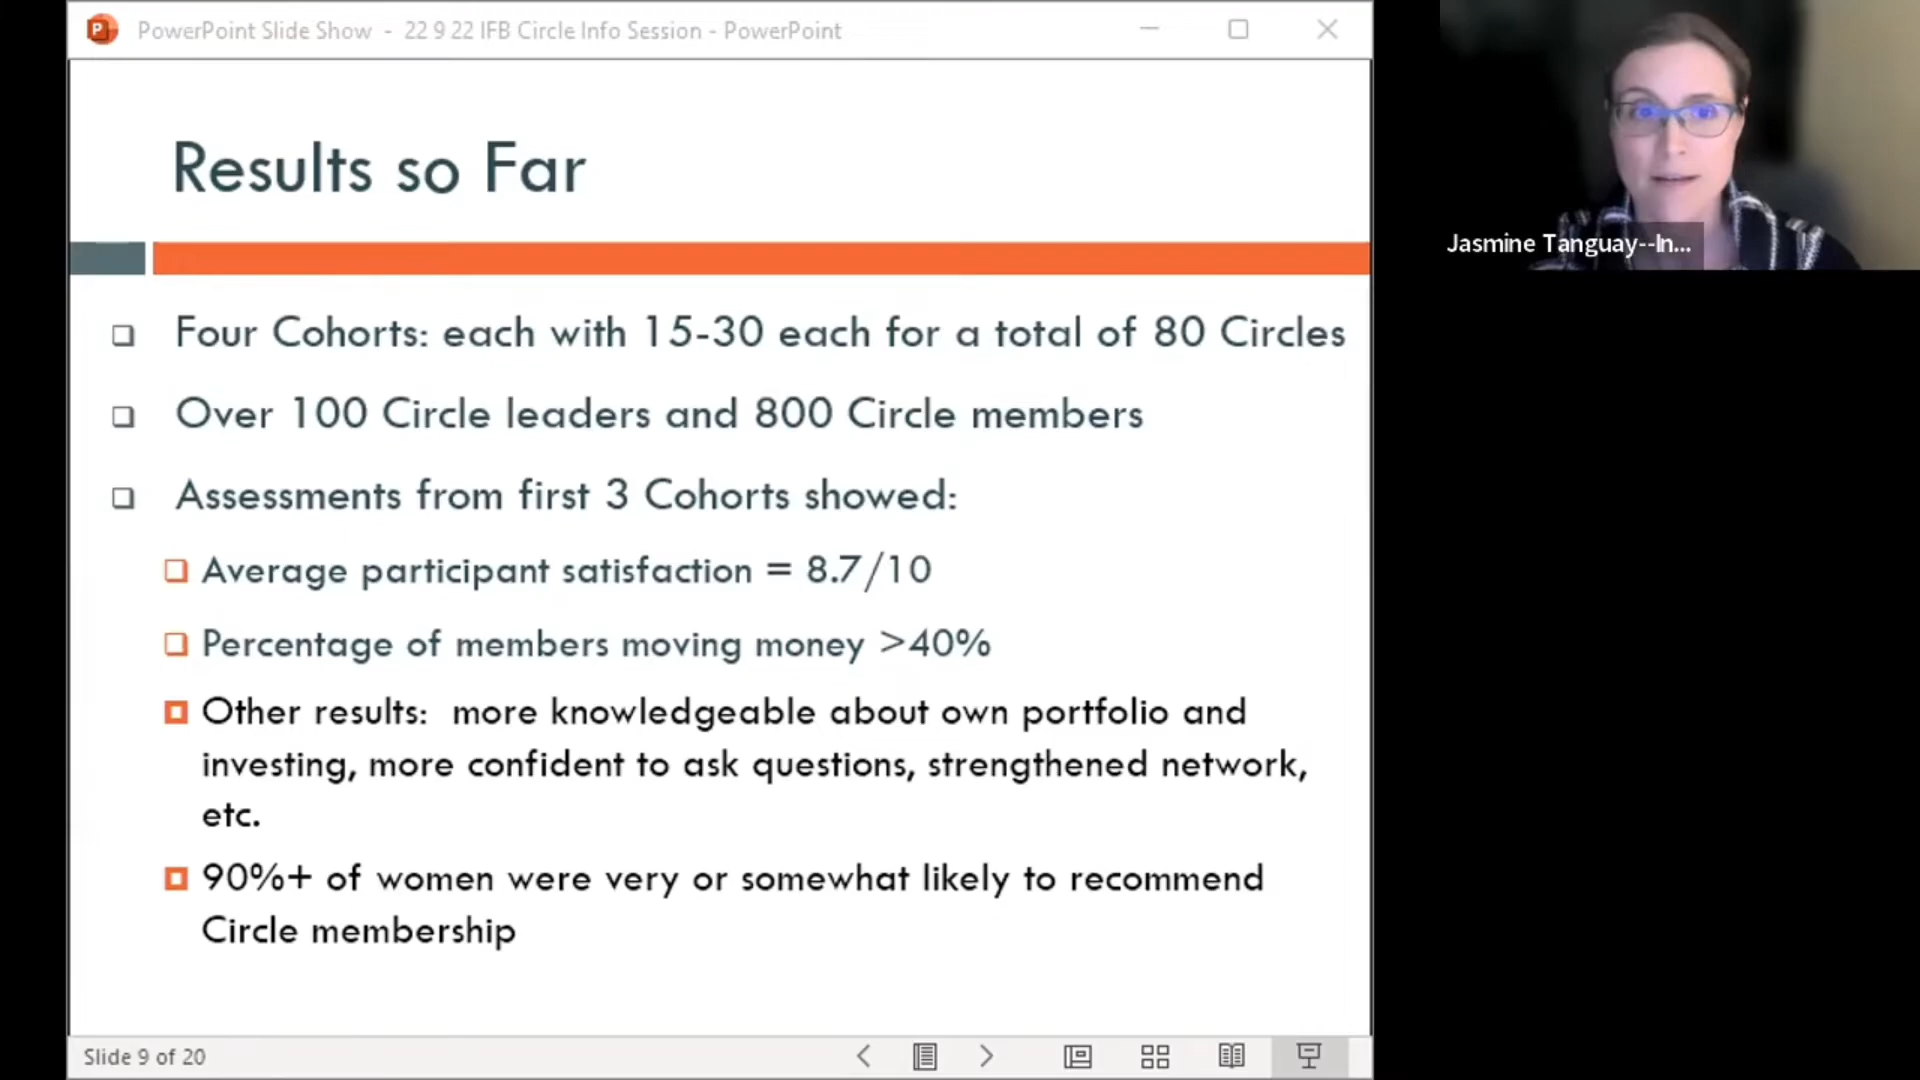 PowerPoint Slide Show - 22 9 22 IFB Circle Info Session - PowerPoint
Results so Far
Four Cohorts: each with 15-30 each for a total of 80 Circles
Over 100 Circle leaders and 800 Circle members
Assessments from first 3 Cohorts showed:
Average participant satisfaction = 8.7/10
Percentage of members moving money >40%
Other results:  more knowledgeable about own portfolio and
investing, more confident to ask questions, strengthened network,
etc.
90%+ of women were very or somewhat likely to recommend
Circle membership
Slide 9 of 20
Jasmine Tanguay--In...